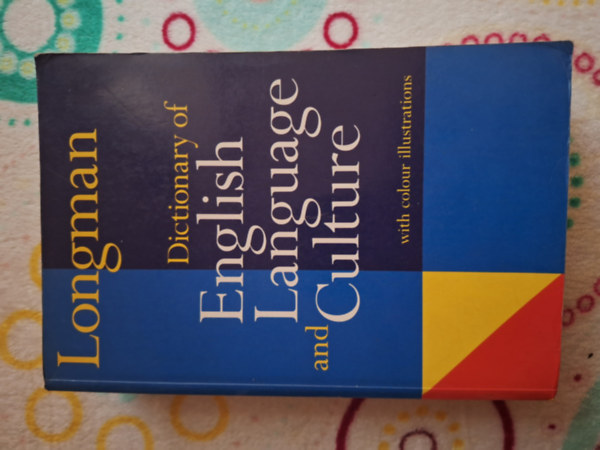 Longman
Dictionary of
English
Language
and Culture
with colour illustrations